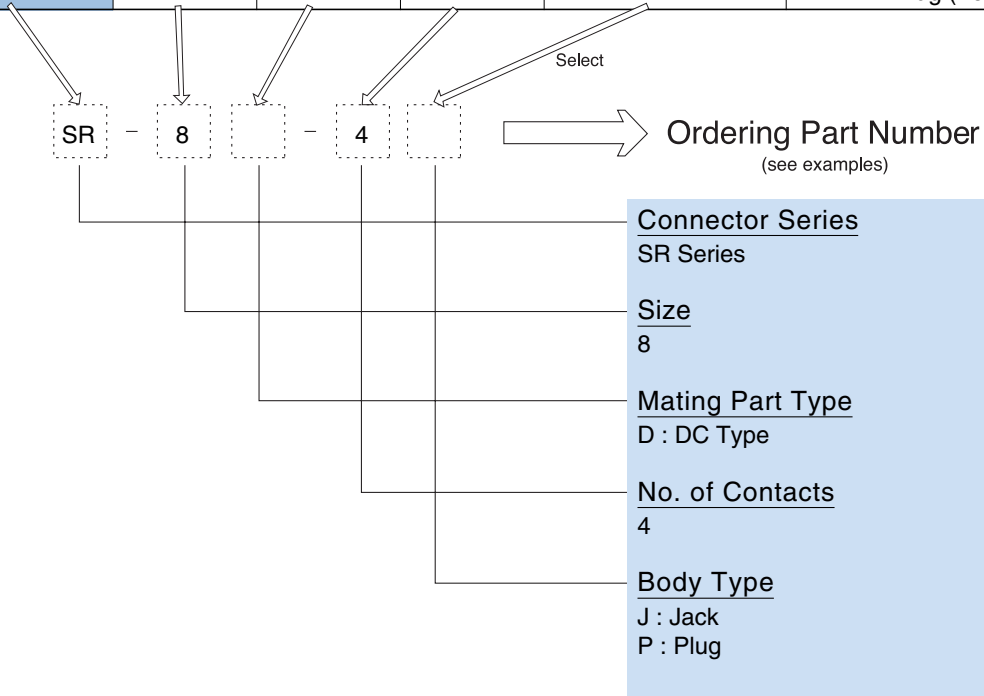 Select
SR – 8 – 4
Ordering Part Number
(see examples)
Connector Series
SR Series
Size
8
Mating Part Type
D : DC Type
No. of Contacts
4
Body Type
J : Jack
P : Plug